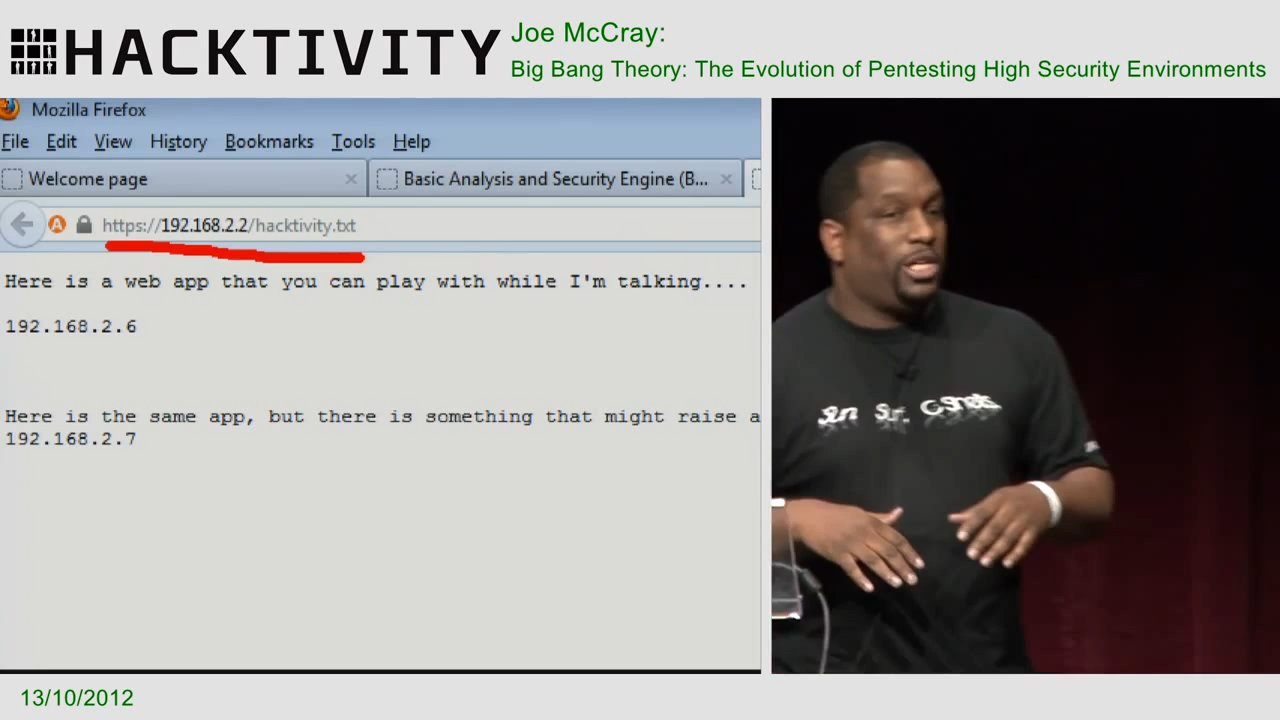 HACKTIVITY
Joe McCray:
Big Bang Theory: The Evolution of Pentesting High Security Environments
Mozilla Firefox
File Edit View History Bookmarks Tools Help
Welcome page
Basic Analysis and Security Engine (B...
https://192.168.2.2/hacktivity.txt
Here is a web app that you can play with while I'm talking....
192.168.2.6
Here is the same app, but there is something that might raise a
192.168.2.7
13/10/2012